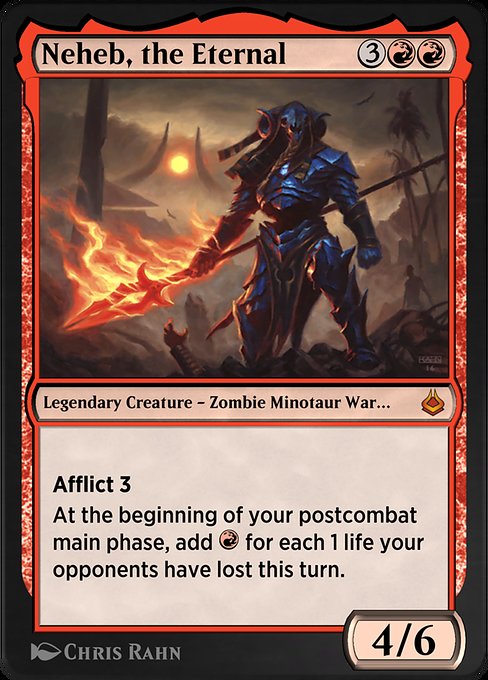 Neheb, the Eternal 3
Legendary Creature – Zombie Minotaur War...
Afflict 3
At the beginning of your postcombat
main phase, add for each 1 life your
opponents have lost this turn.
4/6
Chris Rahn